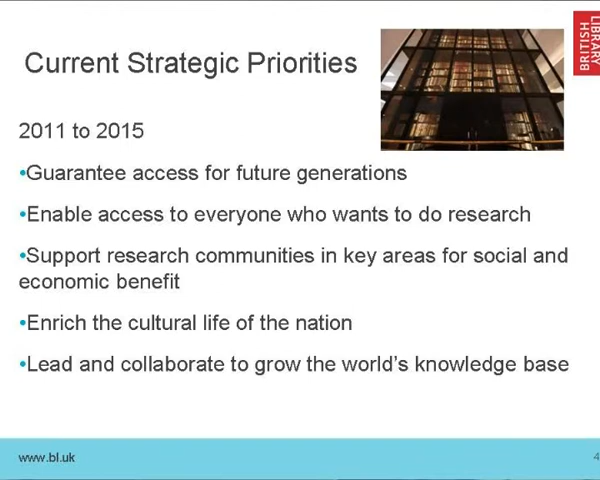 Current Strategic Priorities
BRITISH
LIBRARY
2011 to 2015
•Guarantee access for future generations
•Enable access to everyone who wants to do research
•Support research communities in key areas for social and
economic benefit
•Enrich the cultural life of the nation
•Lead and collaborate to grow the world's knowledge base
www.bl.uk
4